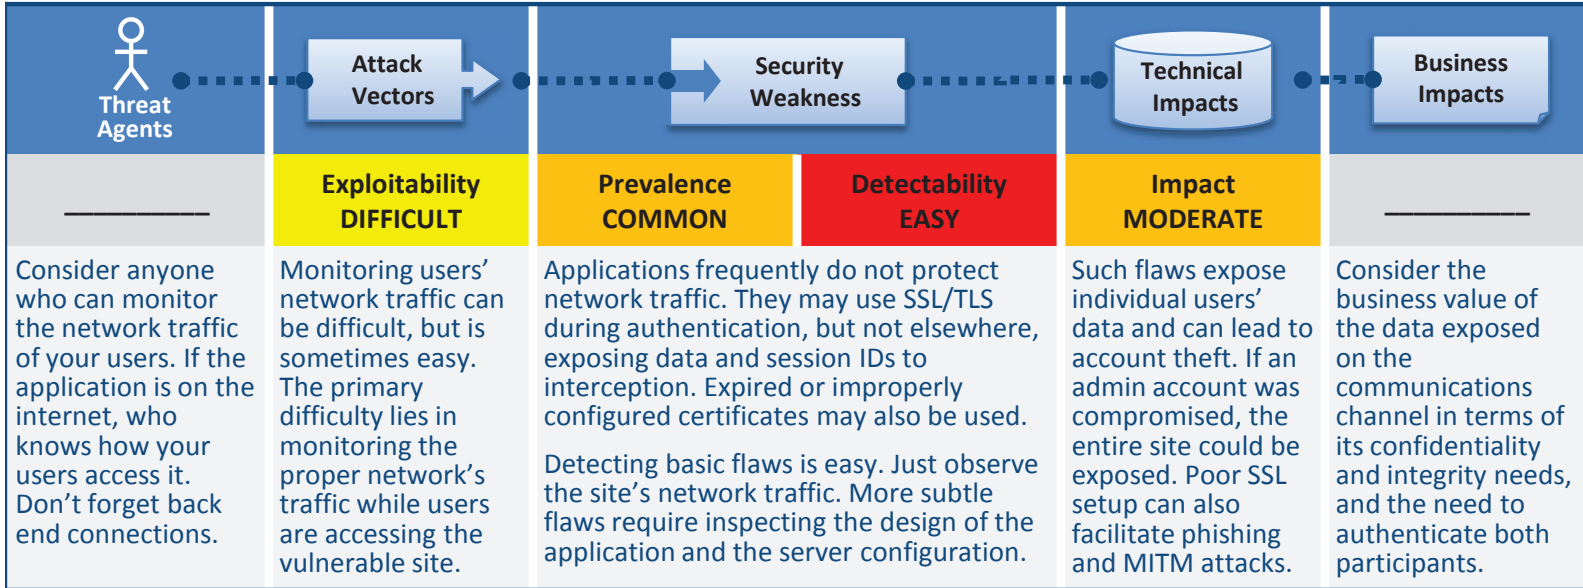 Threat
Agents
Attack
Vectors
Security
Weakness
Technical
Impacts
Business
Impacts
__________
Exploitability
DIFFICULT
Prevalence
COMMON
Detectability
EASY
Impact
MODERATE
__________
Consider anyone
who can monitor
the network traffic
of your users. If the
application is on the
internet, who
knows how your
users access it.
Don’t forget back
end connections.
Monitoring users’
network traffic can
be difficult, but is
sometimes easy.
The primary
difficulty lies in
monitoring the
proper network’s
traffic while users
are accessing the
vulnerable site.
Applications frequently do not protect
network traffic. They may use SSL/TLS
during authentication, but not elsewhere,
exposing data and session IDs to
interception. Expired or improperly
configured certificates may also be used.
Detecting basic flaws is easy. Just observe
the site’s network traffic. More subtle
flaws require inspecting the design of the
application and the server configuration.
Such flaws expose
individual users’
data and can lead to
account theft. If an
admin account was
compromised, the
entire site could be
exposed. Poor SSL
setup can also
facilitate phishing
and MITM attacks.
Consider the
business value of
the data exposed
on the
communications
channel in terms of
its confidentiality
and integrity needs,
and the need to
authenticate both
participants.